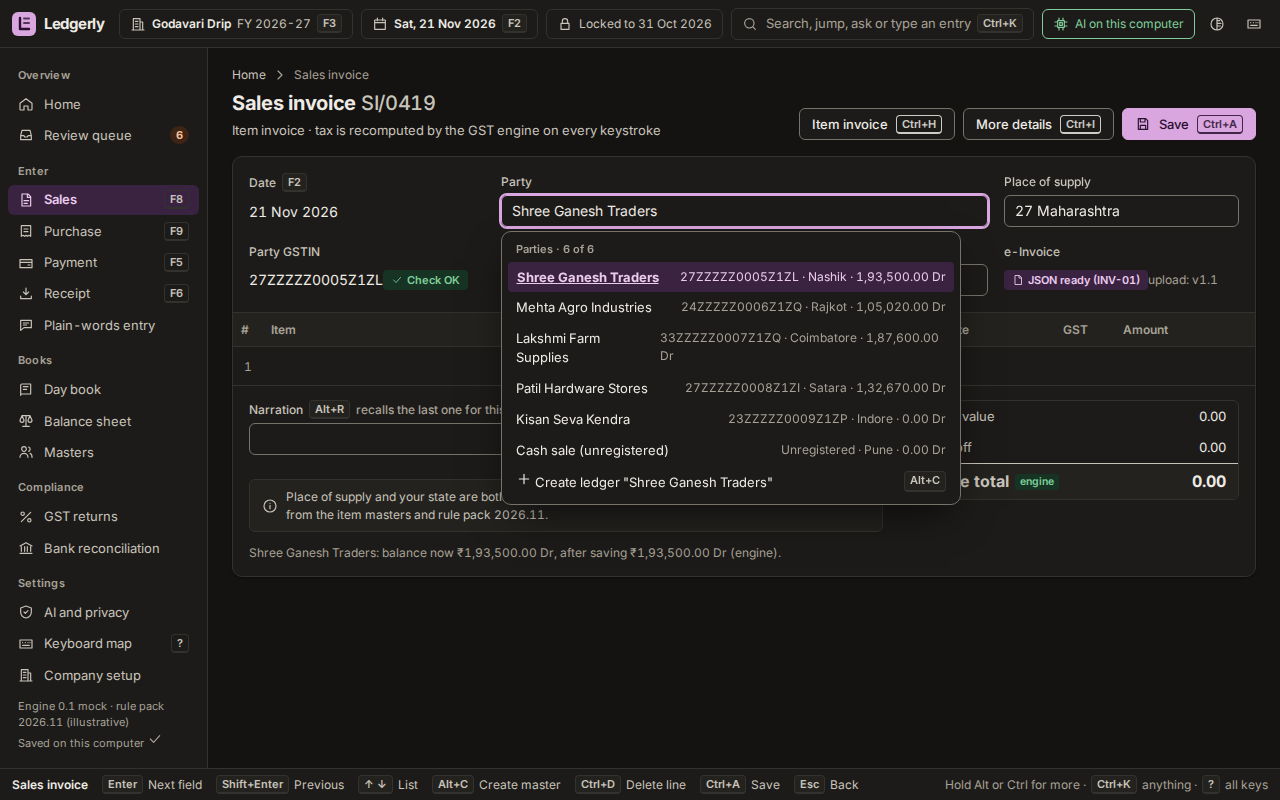 Ledgerly
Godavari Drip FY 2026-27 F3
Sat, 21 Nov 2026 F2
Locked to 31 Oct 2026
Search, jump, ask or type an entry Ctrl+K
AI on this computer
Overview
Home
Review queue 6
Enter
Sales F8
Purchase F9
Payment F5
Receipt F6
Plain-words entry
Books
Day book
Balance sheet
Masters
Compliance
GST returns
Bank reconciliation
Settings
AI and privacy
Keyboard map ?
Company setup
Engine 0.1 mock · rule pack
2026.11 (illustrative)
Saved on this computer
Home > Sales invoice
Sales invoice SI/0419
Item invoice · tax is recomputed by the GST engine on every keystroke
Item invoice Ctrl+H
More details Ctrl+I
Save Ctrl+A
Date F2
21 Nov 2026
Party
Shree Ganesh Traders
Place of supply
27 Maharashtra
Party GSTIN
27ZZZZZ0005Z1ZL Check OK
e-Invoice
JSON ready (INV-01) upload: v1.1
Parties · 6 of 6
Shree Ganesh Traders 27ZZZZZ0005Z1ZL · Nashik · 1,93,500.00 Dr
Mehta Agro Industries 24ZZZZZ0006Z1ZQ · Rajkot · 1,05,020.00 Dr
Lakshmi Farm Supplies 33ZZZZZ0007Z1ZQ · Coimbatore · 1,87,600.00 Dr
Patil Hardware Stores 27ZZZZZ0008Z1ZI · Satara · 1,32,670.00 Dr
Kisan Seva Kendra 23ZZZZZ0009Z1ZP · Indore · 0.00 Dr
Cash sale (unregistered) Unregistered · Pune · 0.00 Dr
+ Create ledger "Shree Ganesh Traders" Alt+C
# Item GST Amount
1
Narration Alt+R recalls the last one for this
value 0.00
off 0.00
total engine 0.00
Place of supply and your state are both
from the item masters and rule pack 2026.11.
Shree Ganesh Traders: balance now ₹1,93,500.00 Dr, after saving ₹1,93,500.00 Dr (engine).
Sales invoice Enter Next field Shift+Enter Previous ↑ ↓ List Alt+C Create master Ctrl+D Delete line Ctrl+A Save Esc Back
Hold Alt or Ctrl for more · Ctrl+K anything · ? all keys